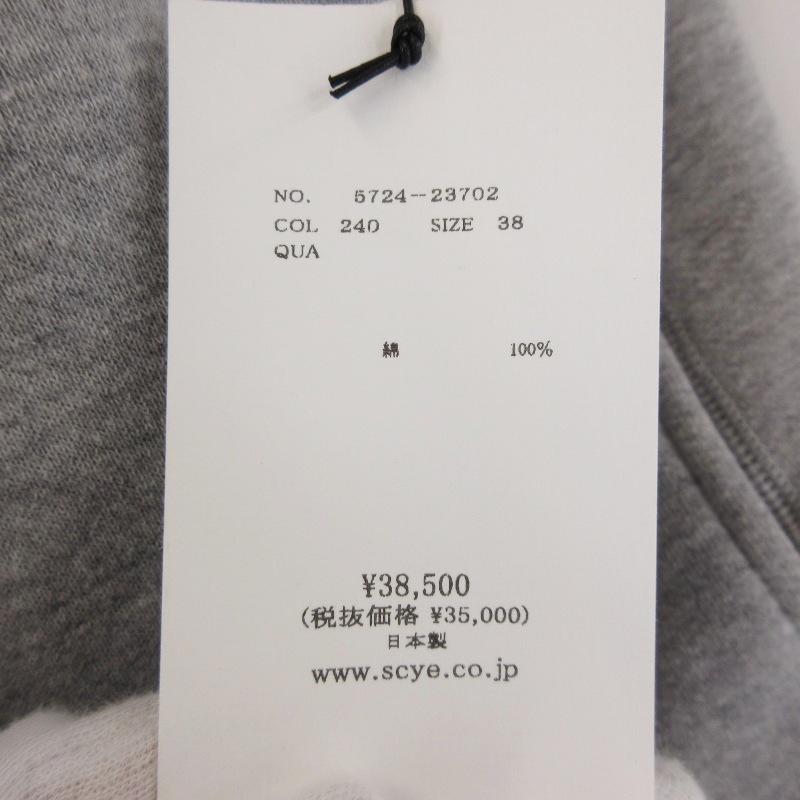 NO. 5724--23702
COL 240 SIZE 38
QUA
綿 100%
¥38,500
(税抜価格 ¥35,000)
日本製
www.scye.co.jp